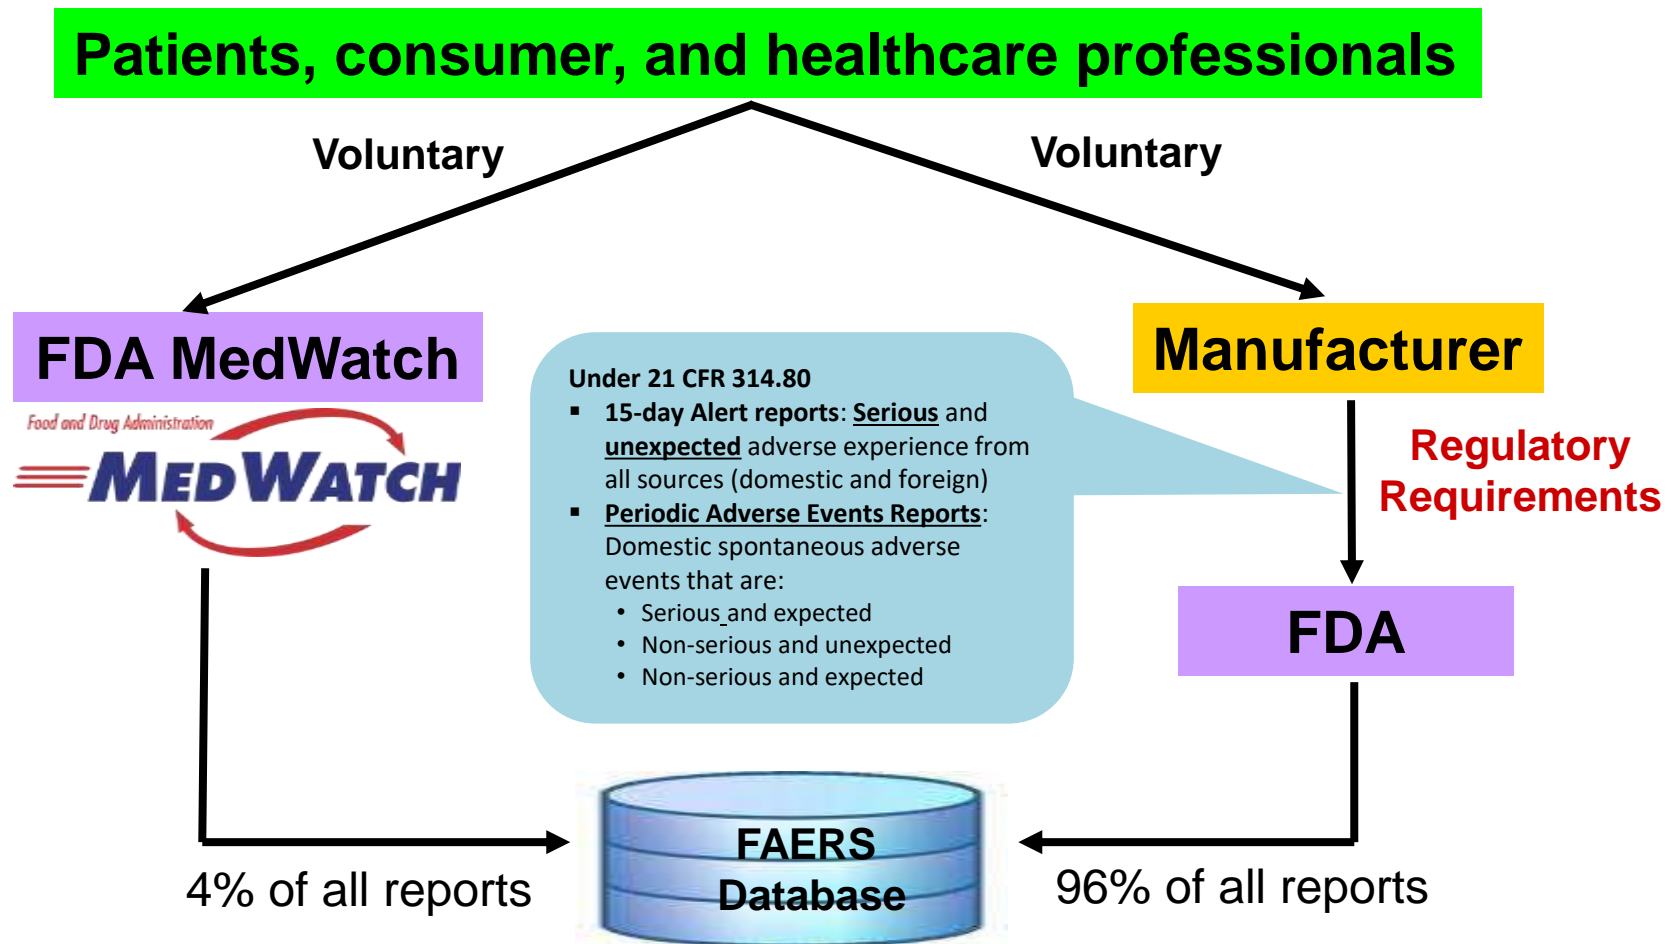 Patients, consumer, and healthcare professionals
Voluntary
Voluntary
FDA MedWatch
Food and Drug Administration
MEDWATCH
Under 21 CFR 314.80
▪ 15-day Alert reports: Serious and
unexpected adverse experience from
all sources (domestic and foreign)
▪ Periodic Adverse Events Reports:
Domestic spontaneous adverse
events that are:
• Serious and expected
• Non-serious and unexpected
• Non-serious and expected
Manufacturer
Regulatory
Requirements
FDA
FAERS
Database
4% of all reports
96% of all reports